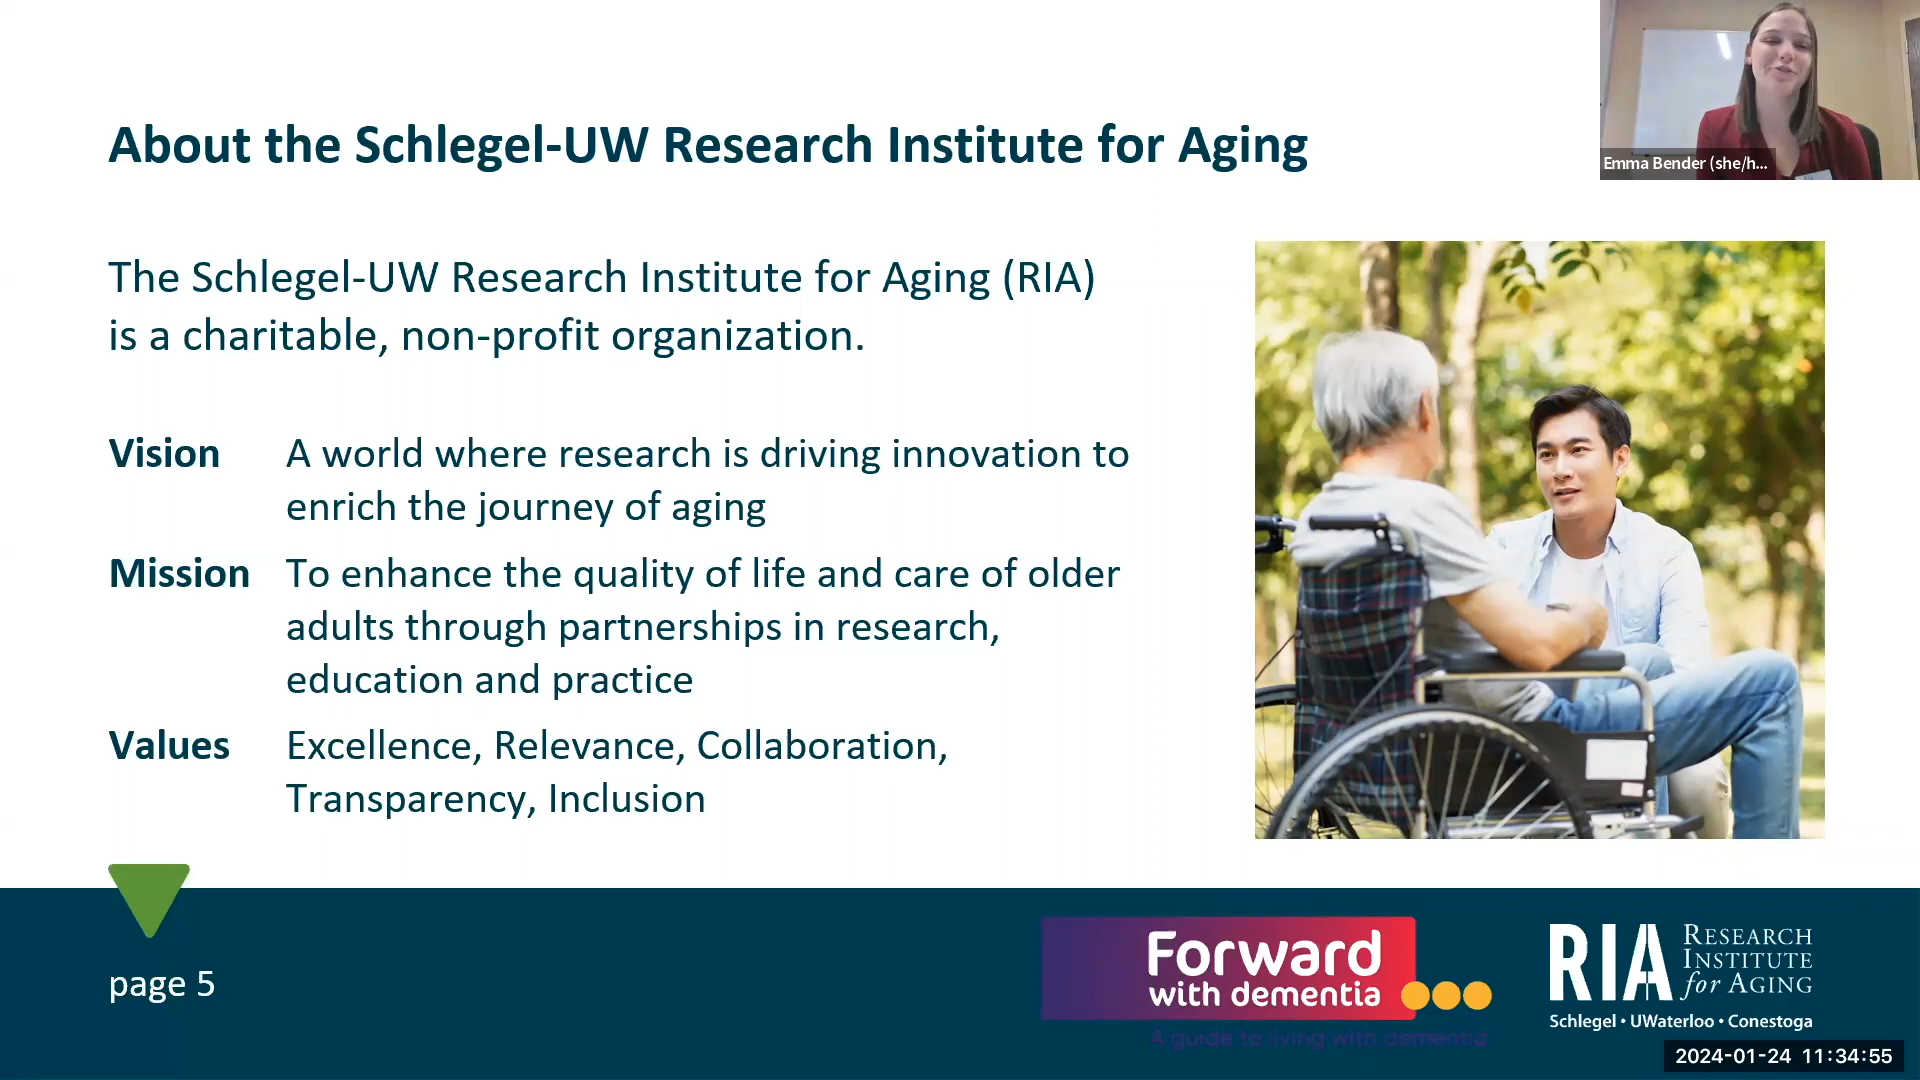 About the Schlegel-UW Research Institute for Aging
Emma Bender (she/h...
The Schlegel-UW Research Institute for Aging (RIA)
is a charitable, non-profit organization.
Vision A world where research is driving innovation to
enrich the journey of aging
Mission To enhance the quality of life and care of older
adults through partnerships in research,
education and practice
Values Excellence, Relevance, Collaboration,
Transparency, Inclusion
page 5
Forward
with dementia
A guide to living with dementia
RIA
RESEARCH
INSTITUTE
for AGING
Schlegel • UWaterloo • Conestoga
2024-01-24 11:34:55